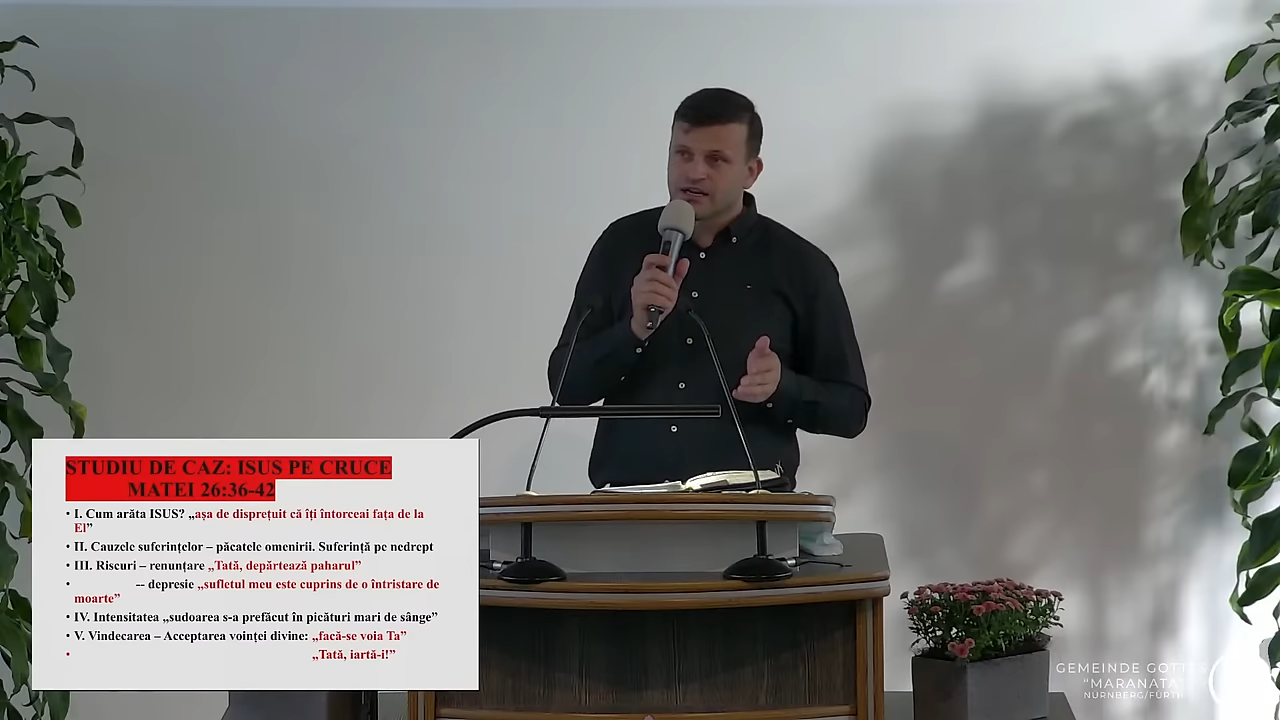 STUDIU DE CAZ: ISUS PE CRUCE
MATEI 26:36-42
• I. Cum arăta ISUS? „așa de disprețuit că îți întorceai fața de la
El”
• II. Cauzele suferințelor – păcatele omenirii. Suferință pe nedrept
• III. Riscuri – renunțare „Tată, depărtează paharul”
• -- depresie „sufletul meu este cuprins de o întristare de
moarte”
• IV. Intensitatea „sudoarea s-a prefăcut în picături mari de sânge”
• V. Vindecarea – Acceptarea voinței divine: „facă-se voia Ta”
• „Tată, iartă-i!”
GEMEINDE GOTTES
“MARANATA”
NÜRNBERG/FÜRTH